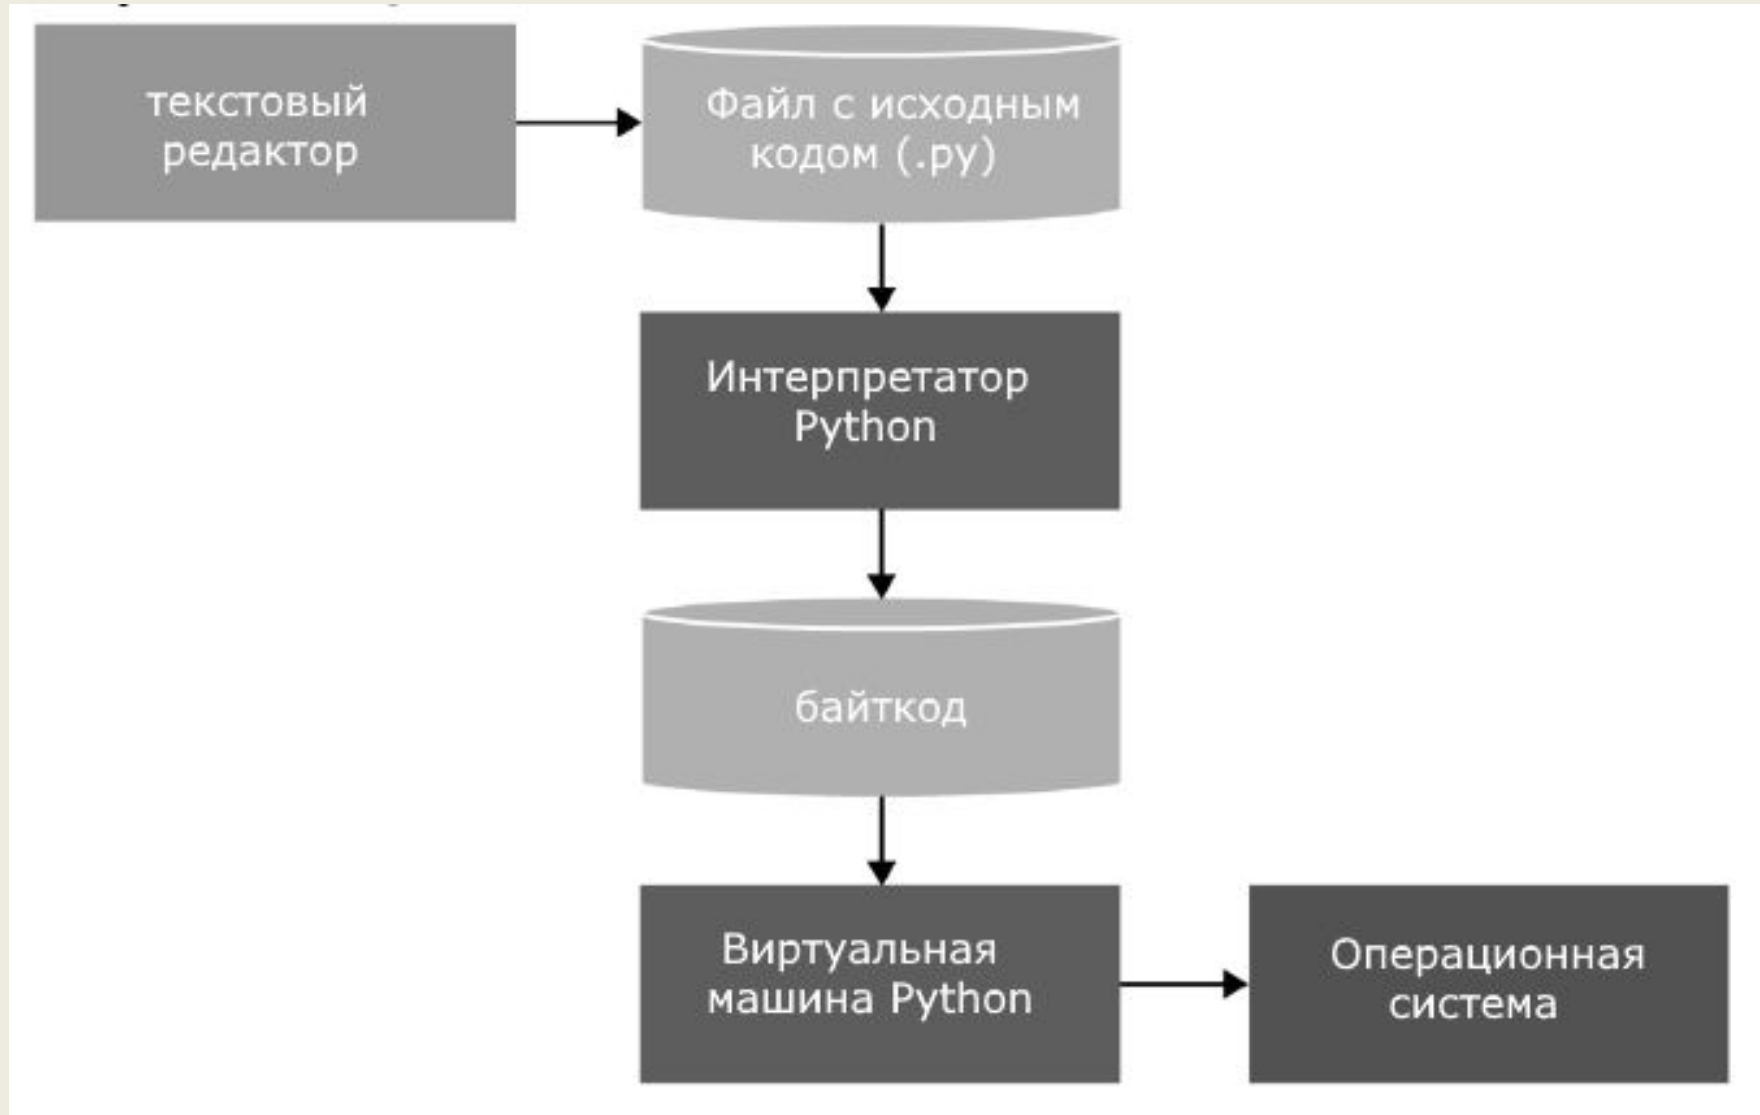 текстовый
редактор
Файл с исходным
кодом (.py)
Интерпретатор
Python
байткод
Виртуальная
машина Python
Операционная
система